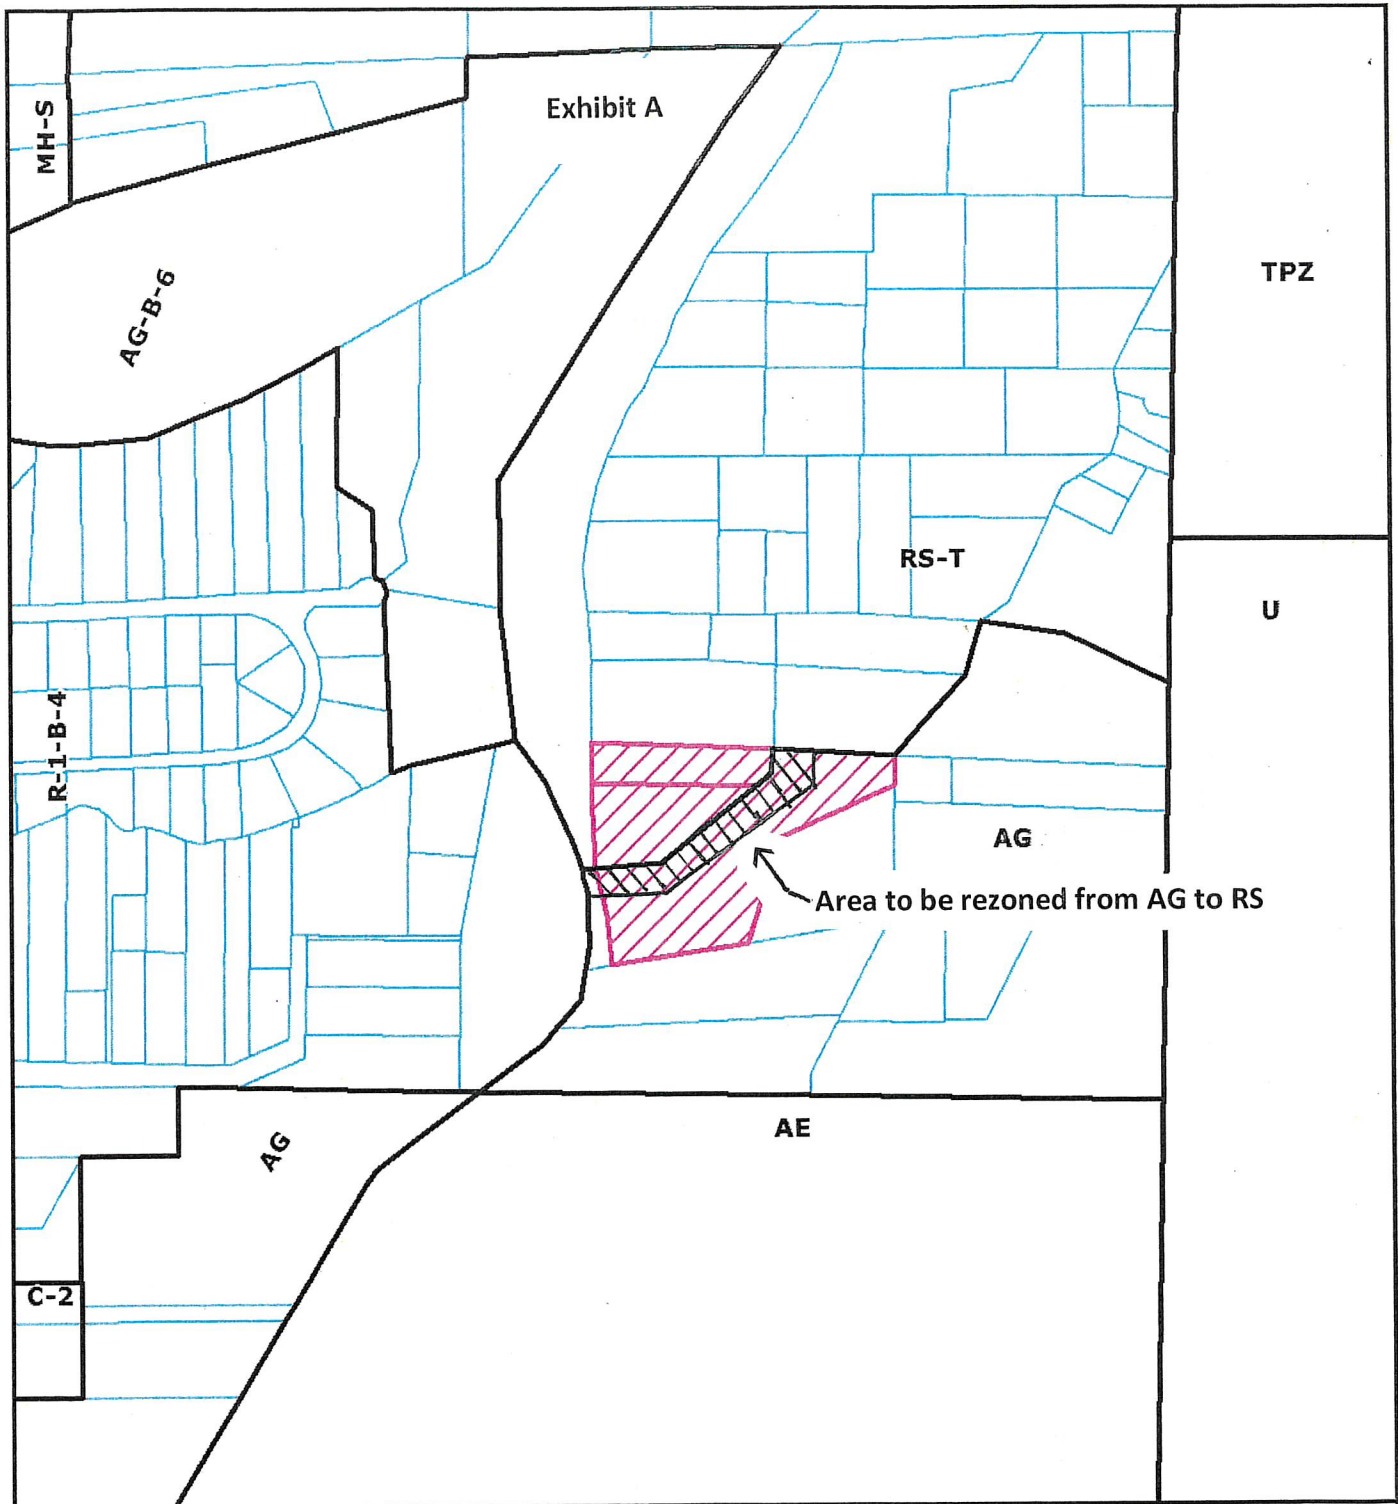 MH-S
Exhibit A
AG-B-6
TPZ
RS-T
U
R-1-B-4
AG
Area to be rezoned from AG to RS
AG
AE
C-2